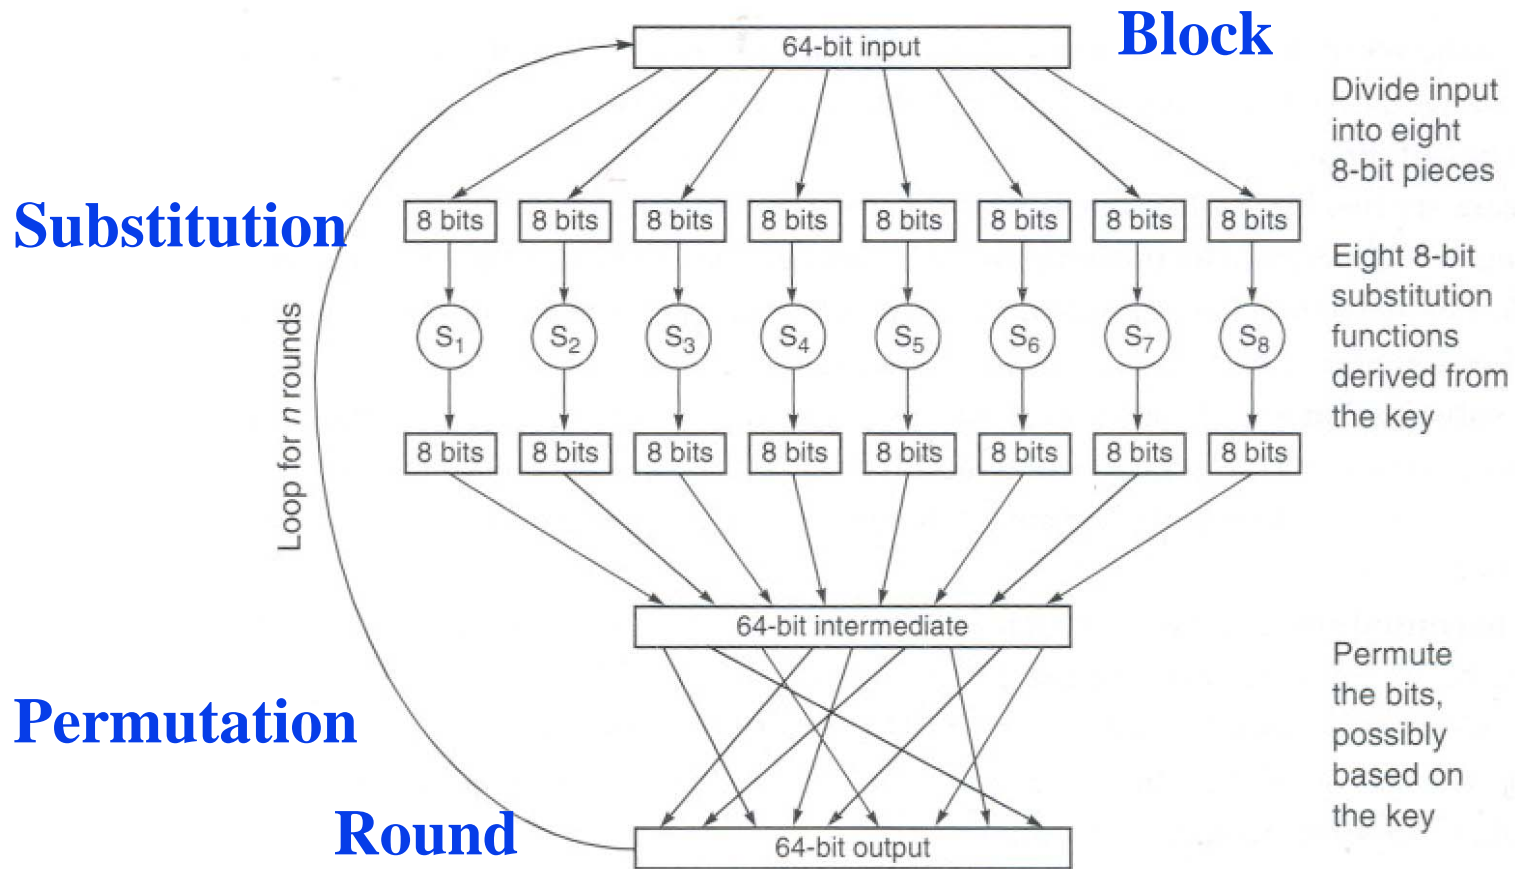 64-bit input
Block
Divide input
into eight
8-bit pieces
Substitution
8 bits 8 bits 8 bits 8 bits 8 bits 8 bits 8 bits 8 bits
Eight 8-bit
substitution
functions
derived from
the key
S1 S2 S3 S4 S5 S6 S7 S8
Loop for n rounds
8 bits 8 bits 8 bits 8 bits 8 bits 8 bits 8 bits 8 bits
64-bit intermediate
Permutation
Permute
the bits,
possibly
based on
the key
Round
64-bit output